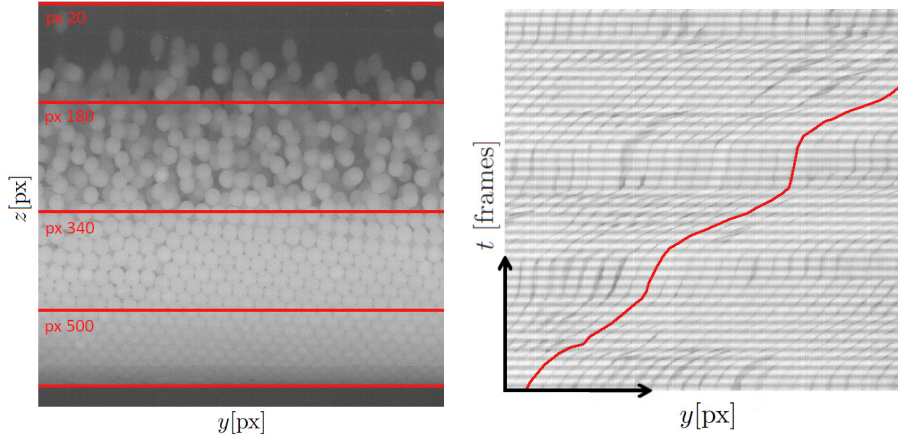 px 20
px 180
px 340
px 500
z[px]
y[px]
t [frames]
y[px]